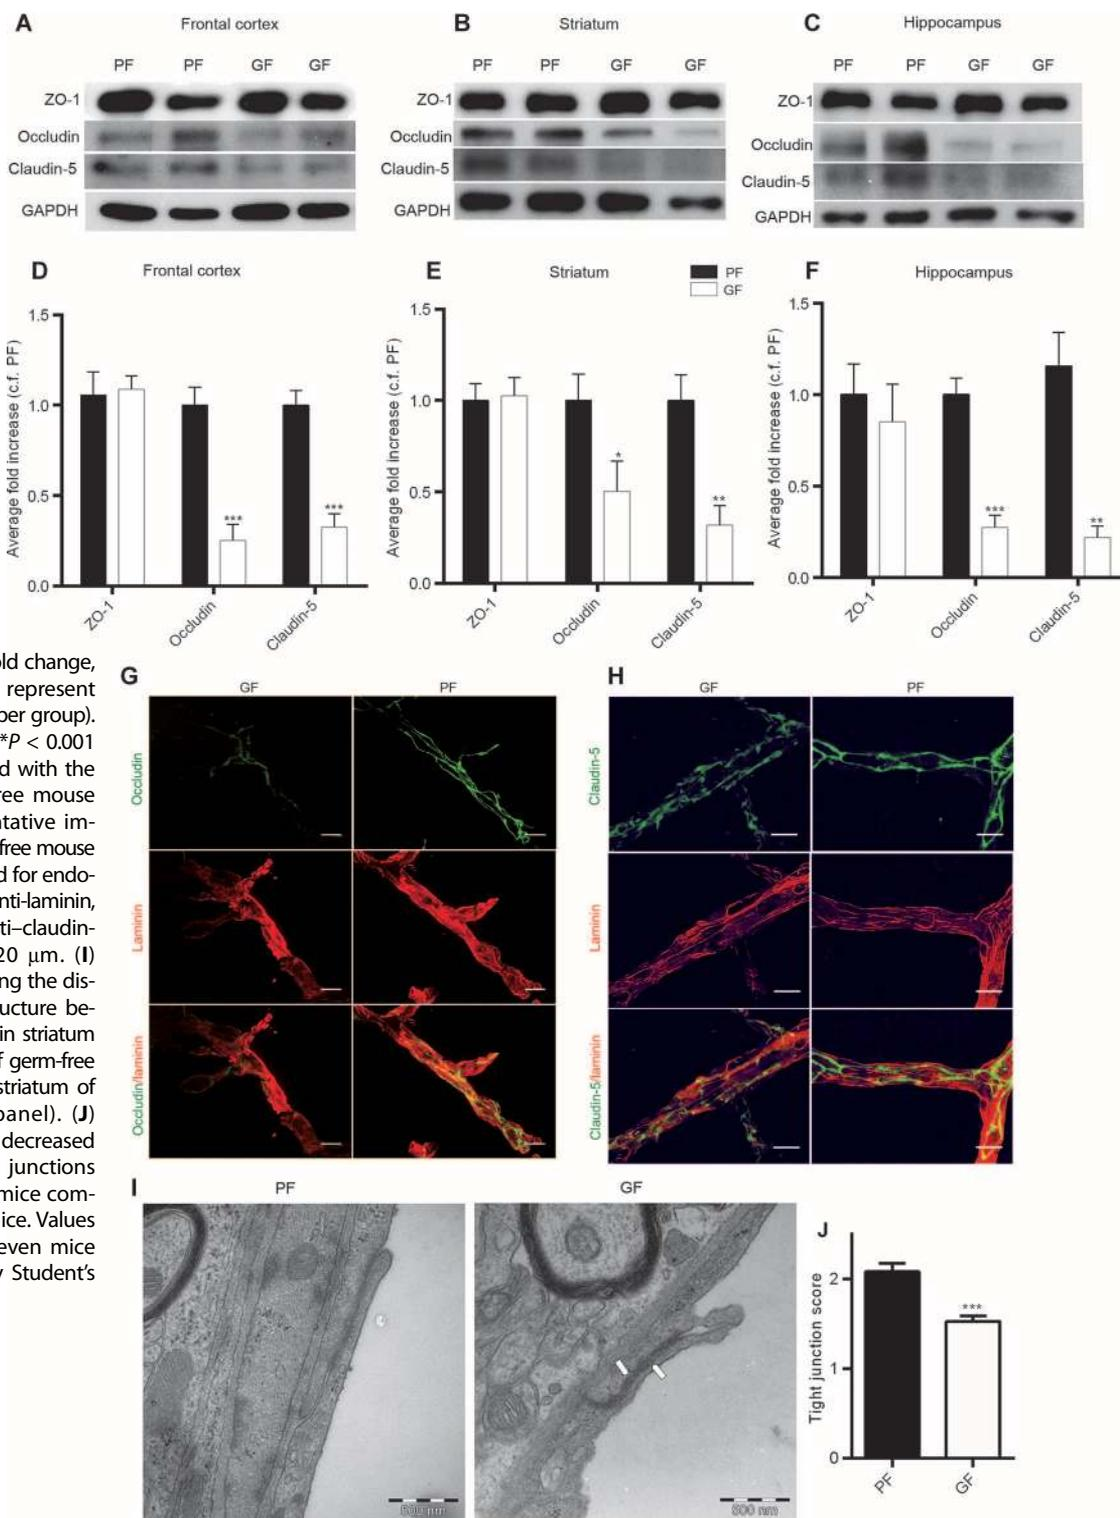 A Frontal cortex
PF PF GF GF
ZO-1
Occludin
Claudin-5
GAPDH
B Striatum
PF PF GF GF
ZO-1
Occludin
Claudin-5
GAPDH
C Hippocampus
PF PF GF GF
ZO-1
Occludin
Claudin-5
GAPDH
D Frontal cortex
Average fold increase (c.f. PF)
1.5
1.0
0.5
0.0
***
***
ZO-1 Occludin Claudin-5
E Striatum
PF
GF
Average fold increase (c.f. PF)
1.5
1.0
0.5
0.0
*
**
ZO-1 Occludin Claudin-5
F Hippocampus
Average fold increase (c.f. PF)
1.5
1.0
0.5
0.0
***
**
ZO-1 Occludin Claudin-5
old change,
represent
per group).
*P < 0.001
d with the
ree mouse
ntative im-
free mouse
d for endo-
nti-laminin,
ti–claudin-
20 μm. (I)
ng the dis-
ucture be-
in striatum
f germ-free
striatum of
panel). (J)
decreased
junctions
mice com-
ice. Values
even mice
y Student's
G
GF PF
Occludin
Laminin
Occludin/laminin
H
GF PF
Claudin-5
Laminin
Claudin-5/laminin
I
PF GF
500 nm
500 nm
J
Tight junction score
2
1
0
***
PF GF